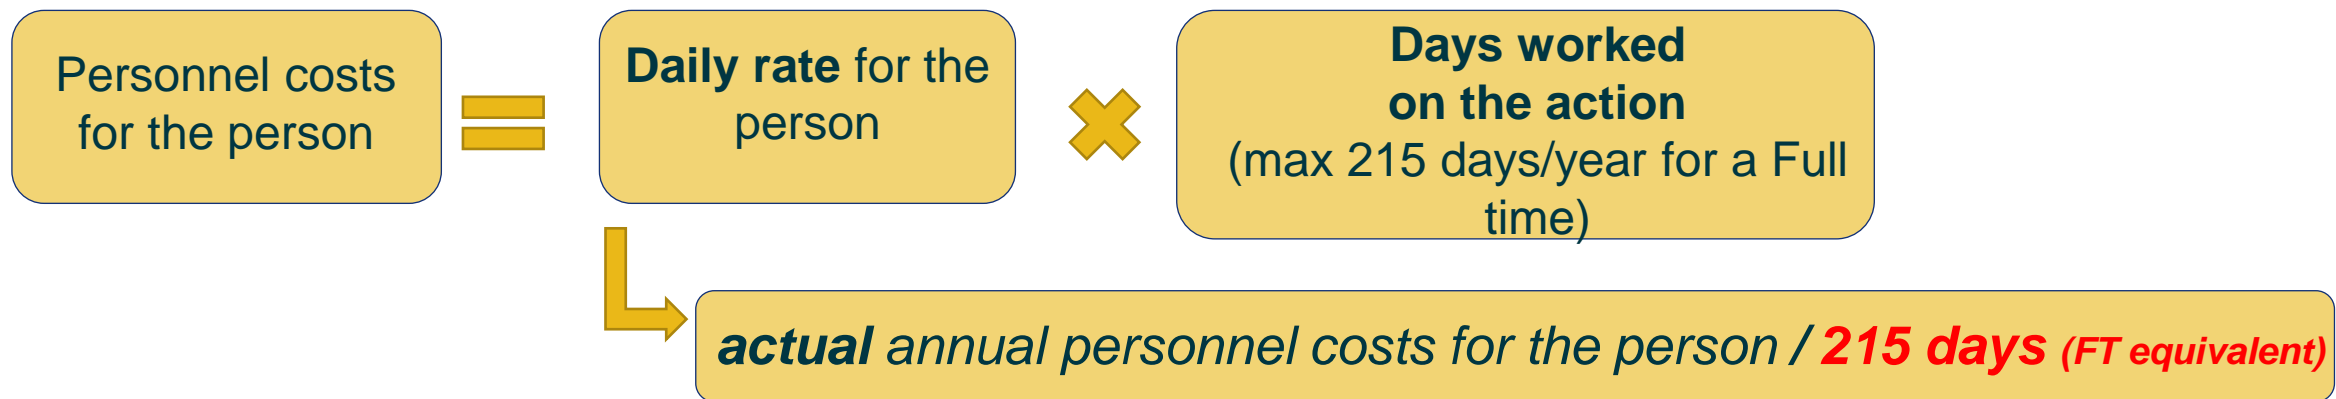 Personnel costs
for the person
Daily rate for the
person
Days worked
on the action
(max 215 days/year for a Full
time)
actual annual personnel costs for the person / 215 days (FT equivalent)